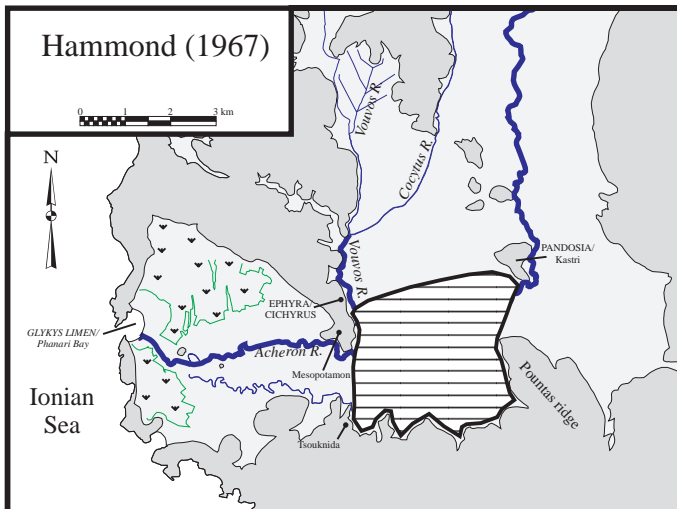 Hammond (1967)
0 1 2 3 km
N
Vouvos R.
Cocytus R.
Vouvos R.
PANDOSIA/
Kastri
EPHYRA/
CICHYRUS
GLYKYS LIMEN/
Phanari Bay
Acheron R.
Mesopotamon
Ionian
Sea
Pountas ridge
Tsouknida